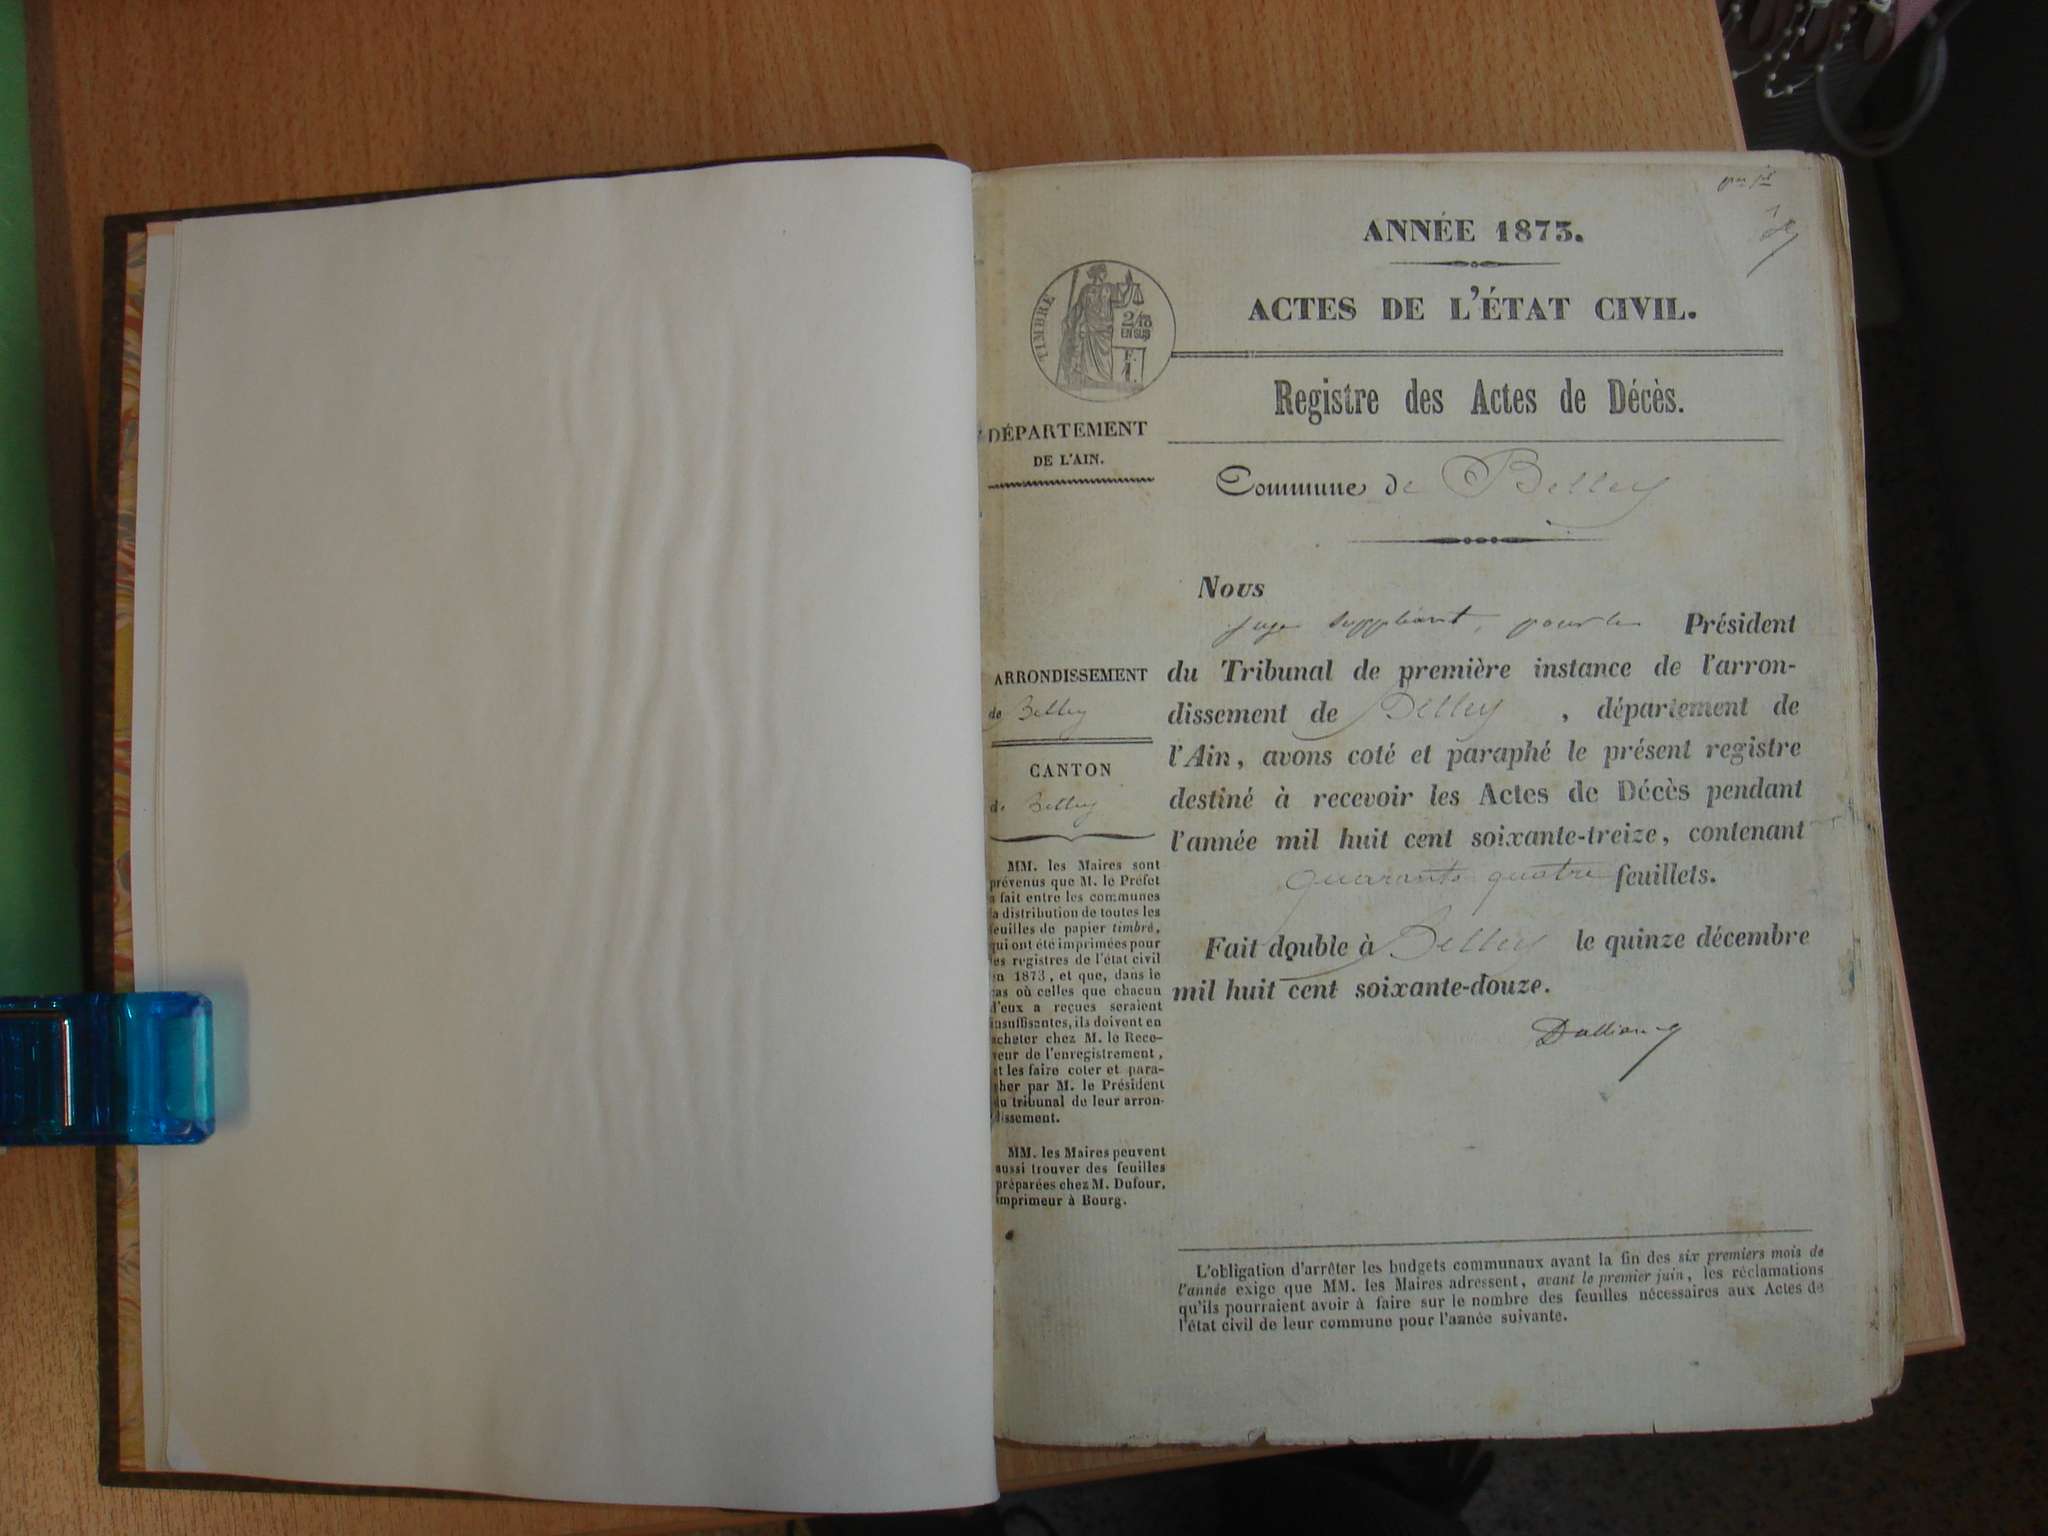 ANNÉE 1873.
ACTES DE L'ÉTAT CIVIL.
TIMBRE
2/10
EN SUS
F.
1.
Registre des Actes de Décès.
DÉPARTEMENT
DE L'AIN.
Commune de Belley
Nous
juge suppléant, pour le Président
du Tribunal de première instance de l'arron-
dissement de Belley, département de
l'Ain, avons coté et paraphé le présent registre
destiné à recevoir les Actes de Décès pendant
l'année mil huit cent soixante-treize, contenant
quarante quatre feuillets.
Fait double à Belley le quinze décembre
mil huit cent soixante-douze.
ARRONDISSEMENT
de Belley
CANTON
de Belley
MM. les Maires sont
prévenus que M. le Préfet
a fait entre les communes
la distribution de toutes les
feuilles de papier timbré,
qui ont été imprimées pour
les registres de l'état civil
en 1873, et que, dans le
cas où celles que chacun
d'eux a reçues seraient
insuffisantes, ils doivent en
acheter chez M. le Rece-
veur de l'enregistrement,
et les faire coter et para-
pher par M. le Président
du tribunal de leur arron-
dissement.
MM. les Maires peuvent
aussi trouver des feuilles
préparées chez M. Dufour,
imprimeur à Bourg.
L'obligation d'arrêter les budgets communaux avant la fin des six premiers mois de
l'année exige que MM. les Maires adressent, avant le premier juin, les réclamations
qu'ils pourraient avoir à faire sur le nombre des feuilles nécessaires aux Actes de
l'état civil de leur commune pour l'année suivante.